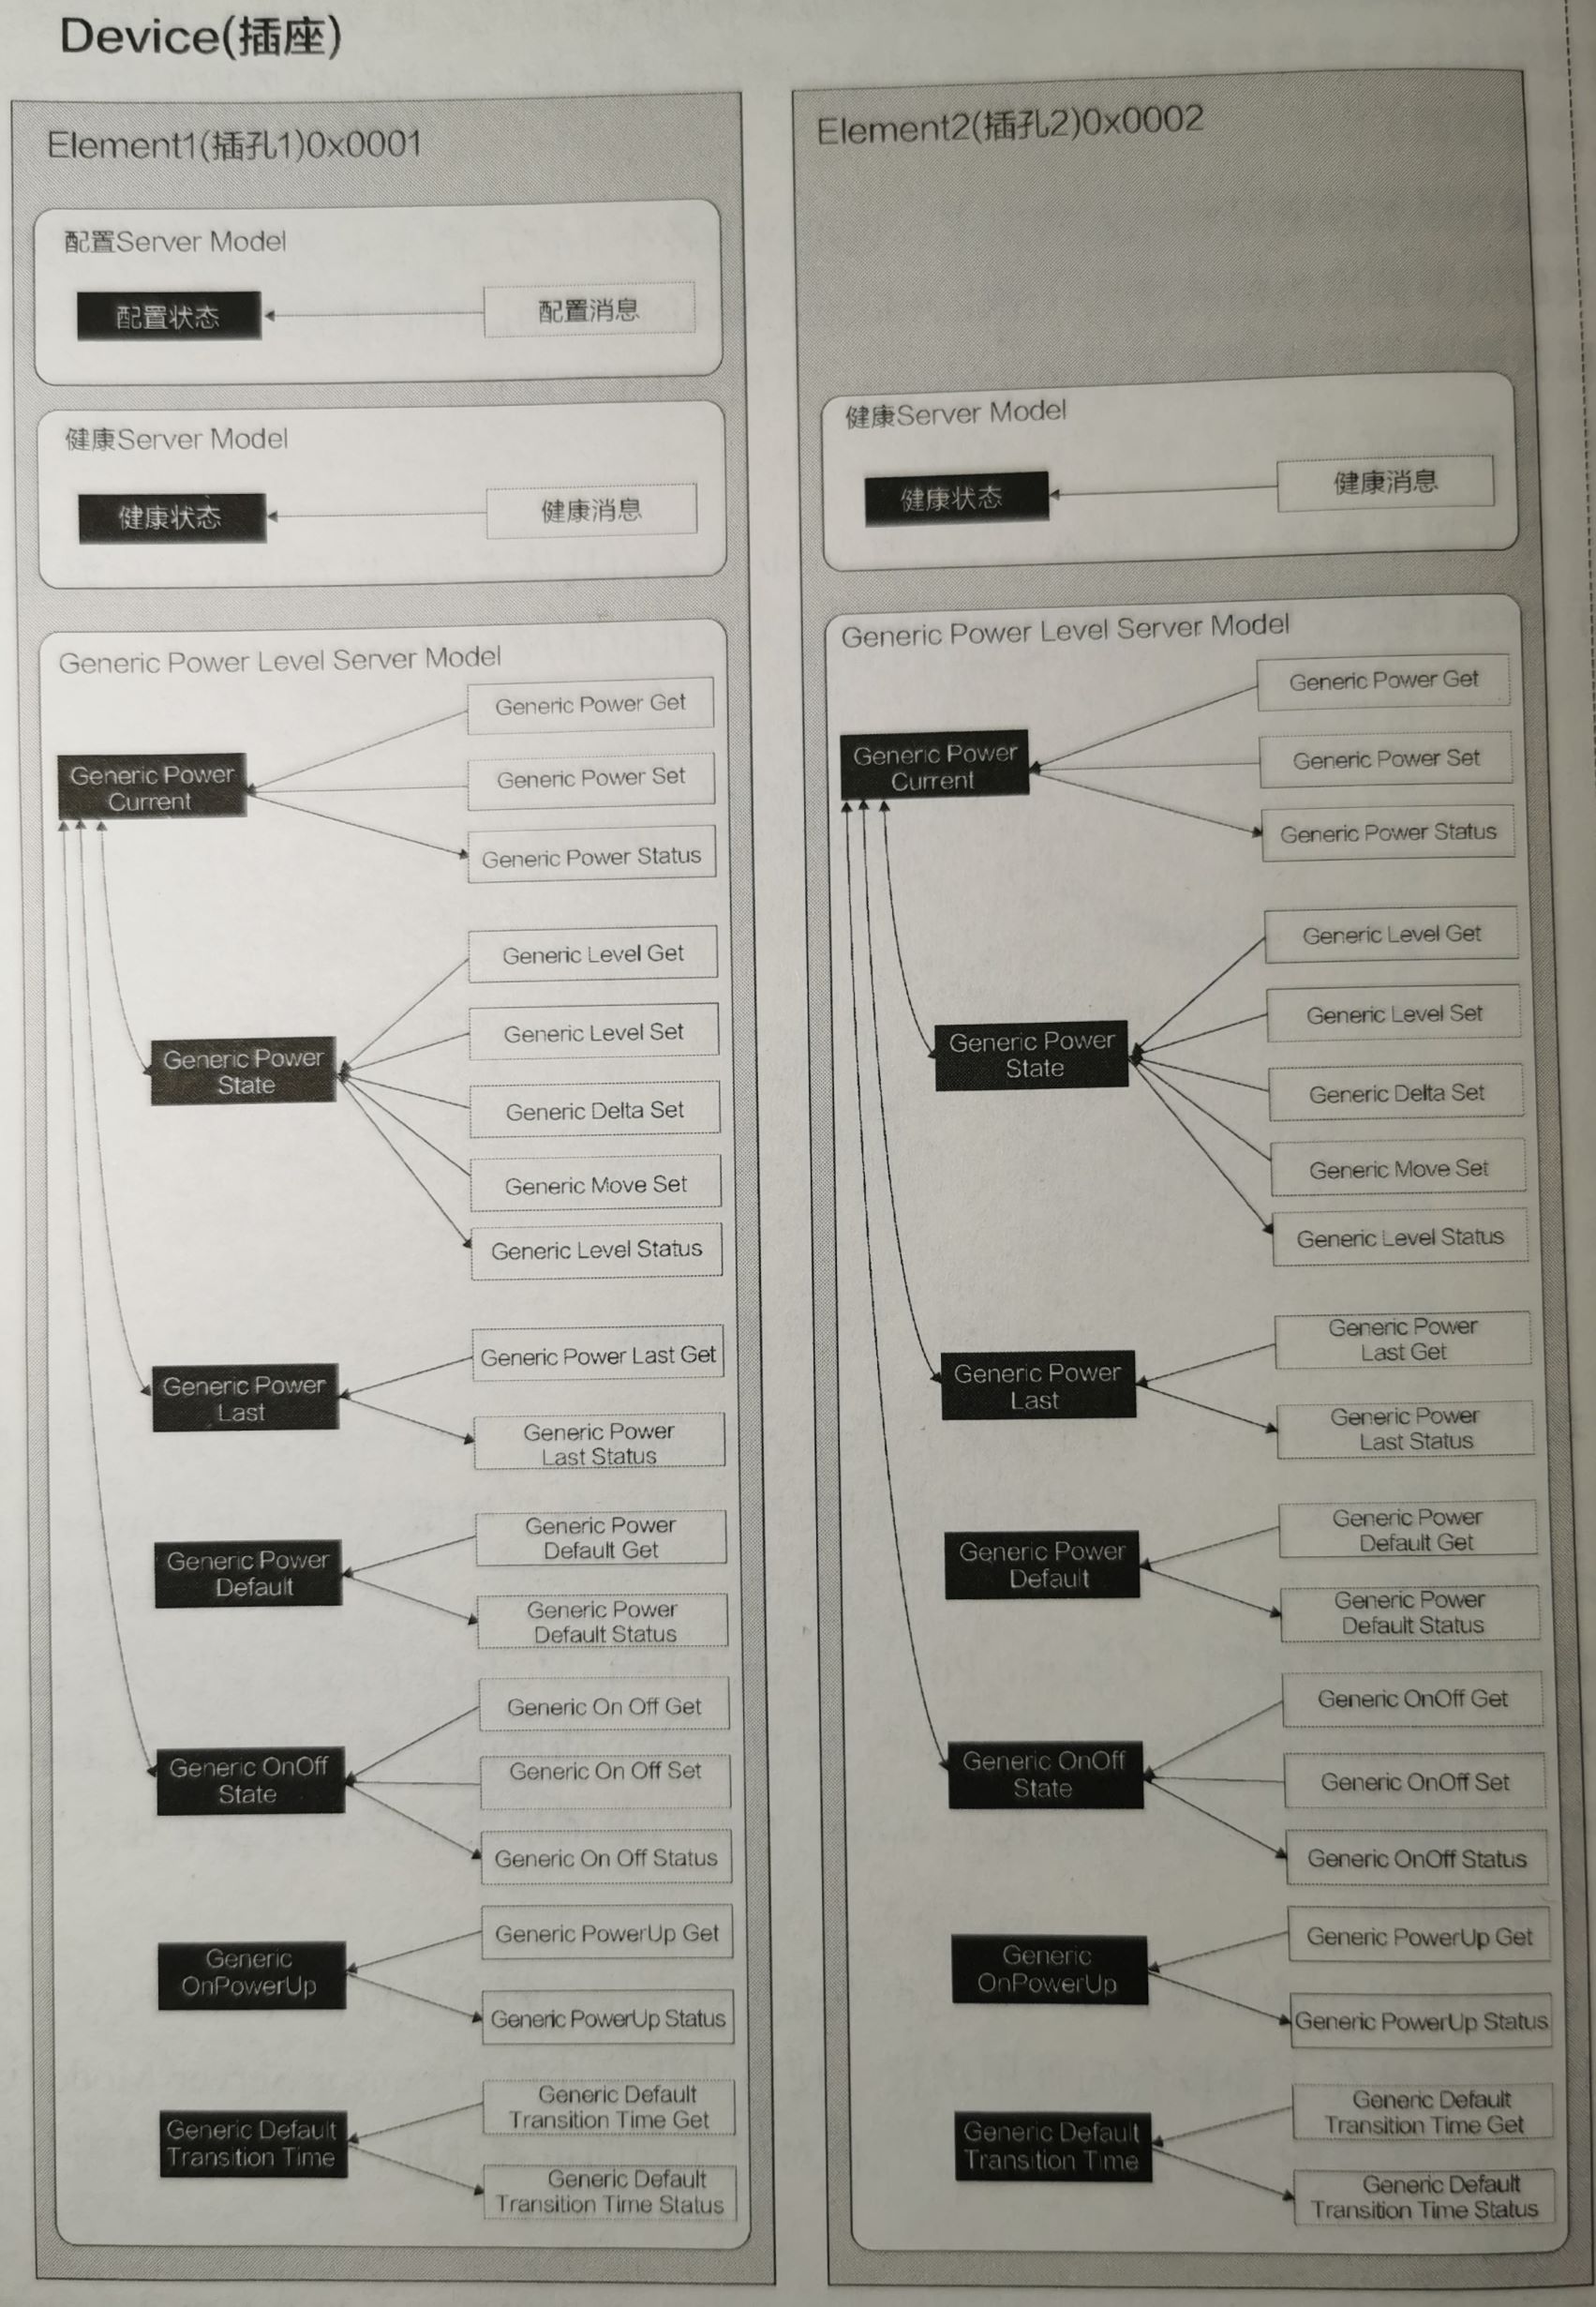 Device(插座)
Element1(插孔1)0x0001
配置Server Model
配置状态
配置消息
健康Server Model
健康状态
健康消息
Generic Power Level Server Model
Generic Power
Current
Generic Power Get
Generic Power Set
Generic Power Status
Generic Power
State
Generic Level Get
Generic Level Set
Generic Delta Set
Generic Move Set
Generic Level Status
Generic Power
Last
Generic Power Last Get
Generic Power
Last Status
Generic Power
Default
Generic Power
Default Get
Generic Power
Default Status
Generic OnOff
State
Generic On Off Get
Generic On Off Set
Generic On Off Status
Generic
OnPowerUp
Generic PowerUp Get
Generic PowerUp Status
Generic Default
Transition Time
Generic Default
Transition Time Get
Generic Default
Transition Time Status
Element2(插孔2)0x0002
健康Server Model
健康状态
健康消息
Generic Power Level Server Model
Generic Power
Current
Generic Power Get
Generic Power Set
Generic Power Status
Generic Power
State
Generic Level Get
Generic Level Set
Generic Delta Set
Generic Move Set
Generic Level Status
Generic Power
Last
Generic Power
Last Get
Generic Power
Last Status
Generic Power
Default
Generic Power
Default Get
Generic Power
Default Status
Generic OnOff
State
Generic OnOff Get
Generic OnOff Set
Generic OnOff Status
Generic
OnPowerUp
Generic PowerUp Get
Generic PowerUp Status
Generic Default
Transition Time
Generic Default
Transition Time Get
Generic Default
Transition Time Status